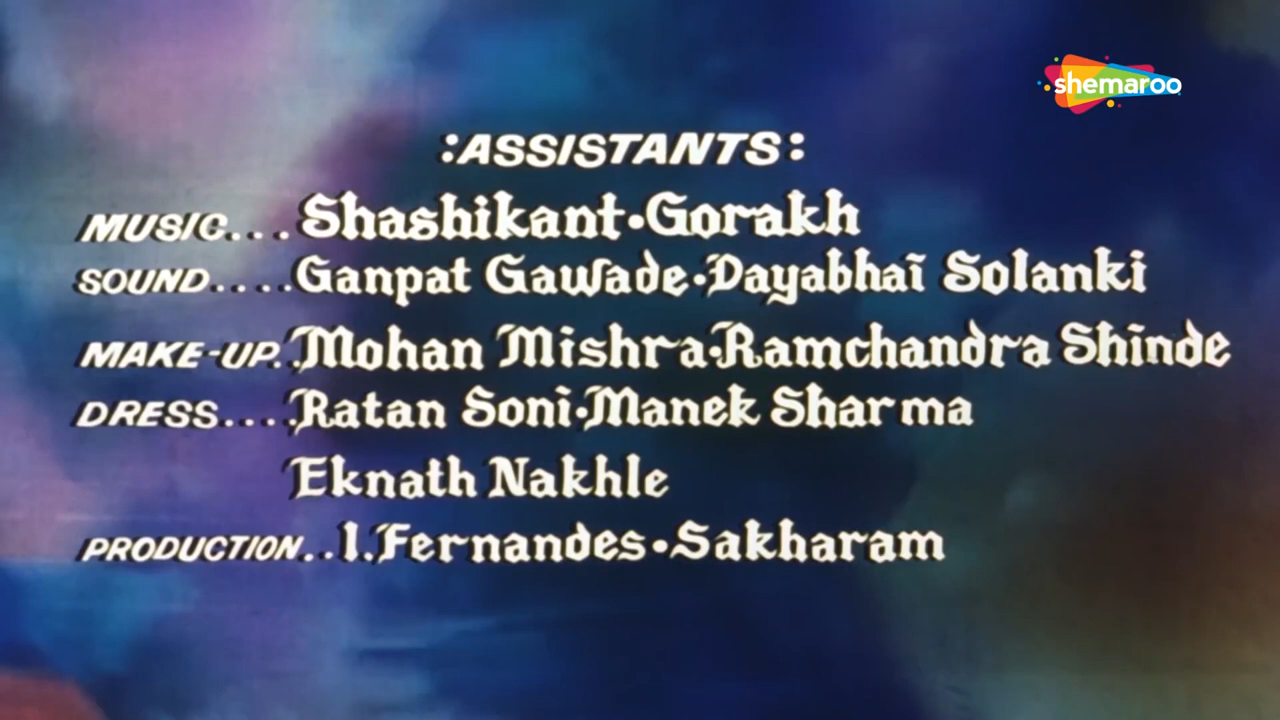 shemaroo
:ASSISTANTS:
MUSIC... Shashikant•Gorakh
SOUND....Ganpat Gawade•Dayabhai Solanki
MAKE-UP..Mohan Mishra•Ramchandra Shinde
DRESS....Ratan Soni•Manek Sharma
Eknath Nakhle
PRODUCTION..I.Fernandes•Sakharam